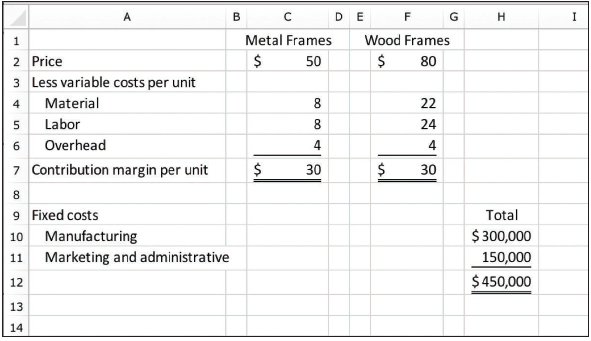 A B C D E F G H I
1 Metal Frames Wood Frames
2 Price $ 50 $ 80
3 Less variable costs per unit
4 Material 8 22
5 Labor 8 24
6 Overhead 4 4
7 Contribution margin per unit $ 30 $ 30
8
9 Fixed costs Total
10 Manufacturing $300,000
11 Marketing and administrative 150,000
12 $450,000
13
14